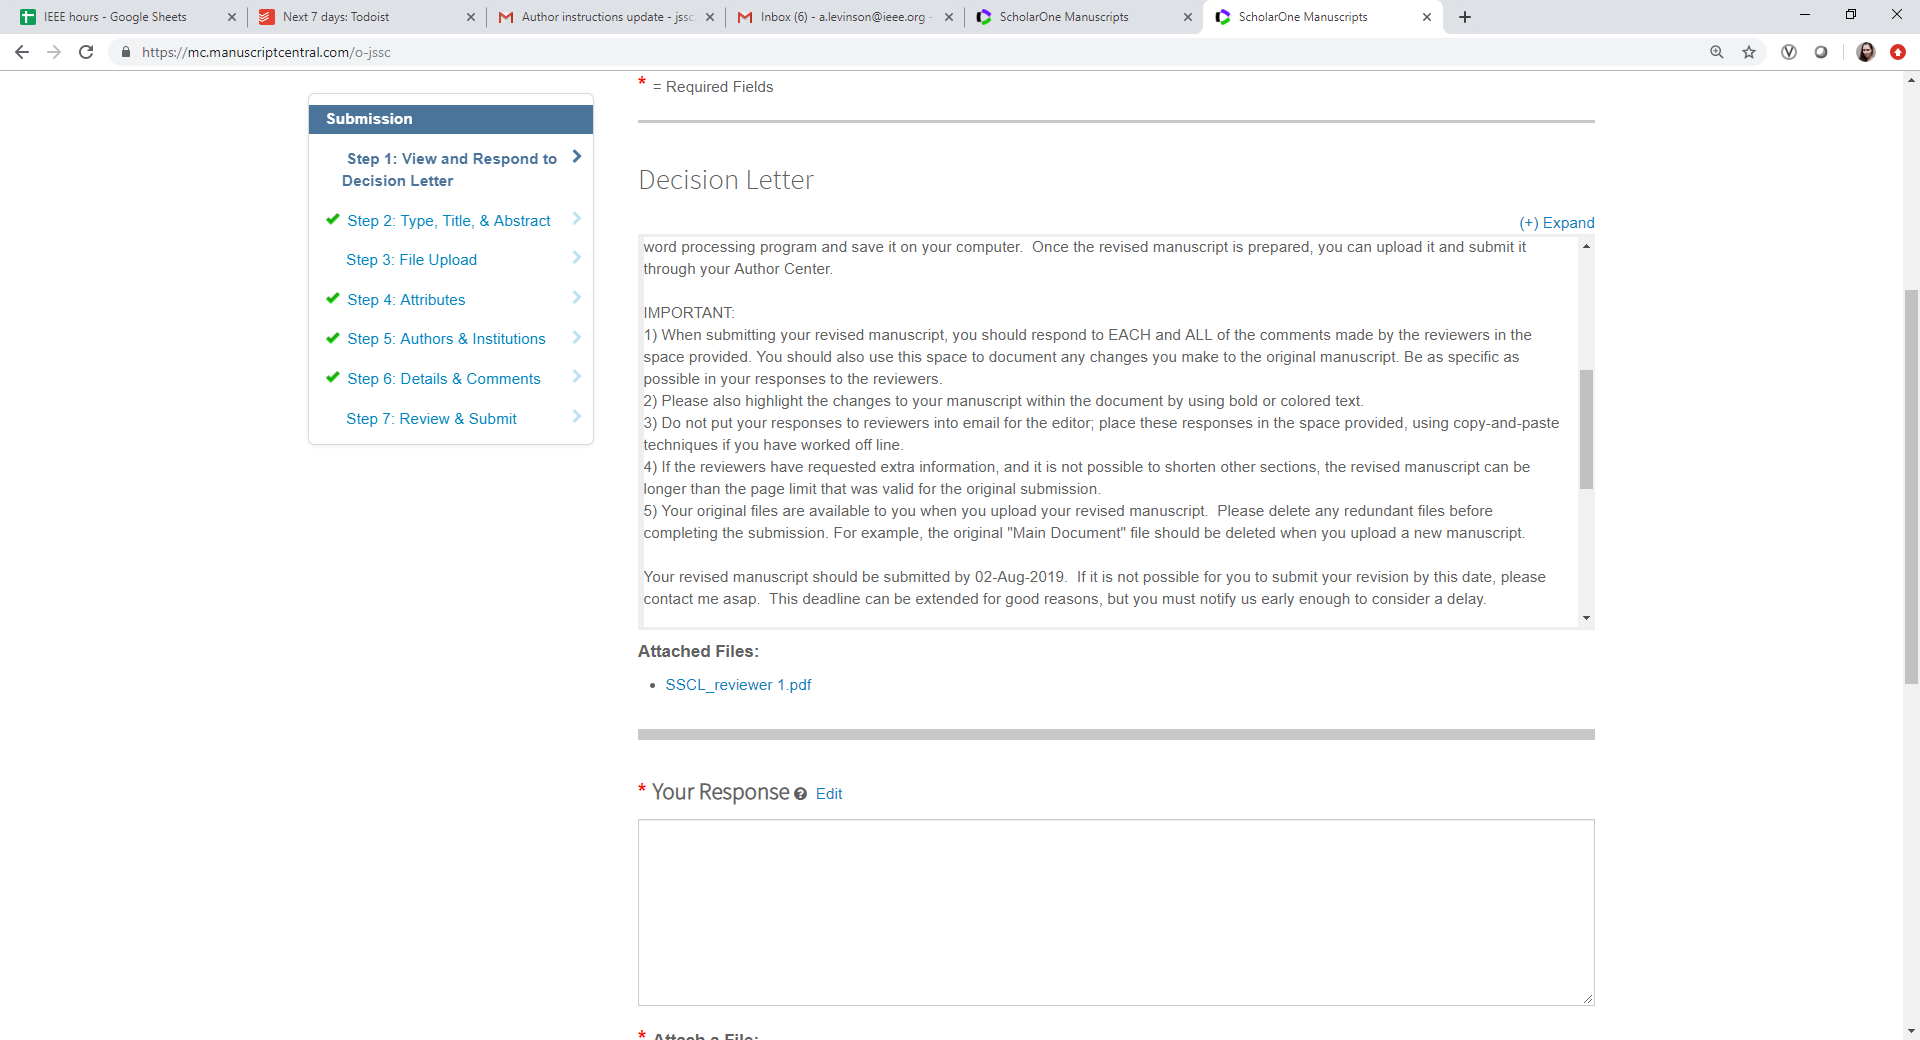 IEEE hours - Google Sheets
Next 7 days: Todoist
Author instructions update - jssc
Inbox (6) - a.levinson@ieee.org -
ScholarOne Manuscripts
ScholarOne Manuscripts
https://mc.manuscriptcentral.com/o-jssc
* = Required Fields
Submission
Step 1: View and Respond to
Decision Letter
Step 2: Type, Title, & Abstract
Step 3: File Upload
Step 4: Attributes
Step 5: Authors & Institutions
Step 6: Details & Comments
Step 7: Review & Submit
Decision Letter
(+) Expand
word processing program and save it on your computer.  Once the revised manuscript is prepared, you can upload it and submit it
through your Author Center.
IMPORTANT:
1) When submitting your revised manuscript, you should respond to EACH and ALL of the comments made by the reviewers in the
space provided. You should also use this space to document any changes you make to the original manuscript. Be as specific as
possible in your responses to the reviewers.
2) Please also highlight the changes to your manuscript within the document by using bold or colored text.
3) Do not put your responses to reviewers into email for the editor; place these responses in the space provided, using copy-and-paste
techniques if you have worked off line.
4) If the reviewers have requested extra information, and it is not possible to shorten other sections, the revised manuscript can be
longer than the page limit that was valid for the original submission.
5) Your original files are available to you when you upload your revised manuscript.  Please delete any redundant files before
completing the submission. For example, the original "Main Document" file should be deleted when you upload a new manuscript.
Your revised manuscript should be submitted by 02-Aug-2019.  If it is not possible for you to submit your revision by this date, please
contact me asap.  This deadline can be extended for good reasons, but you must notify us early enough to consider a delay.
Attached Files:
• SSCL_reviewer 1.pdf
* Your Response Edit
* Attach a File: